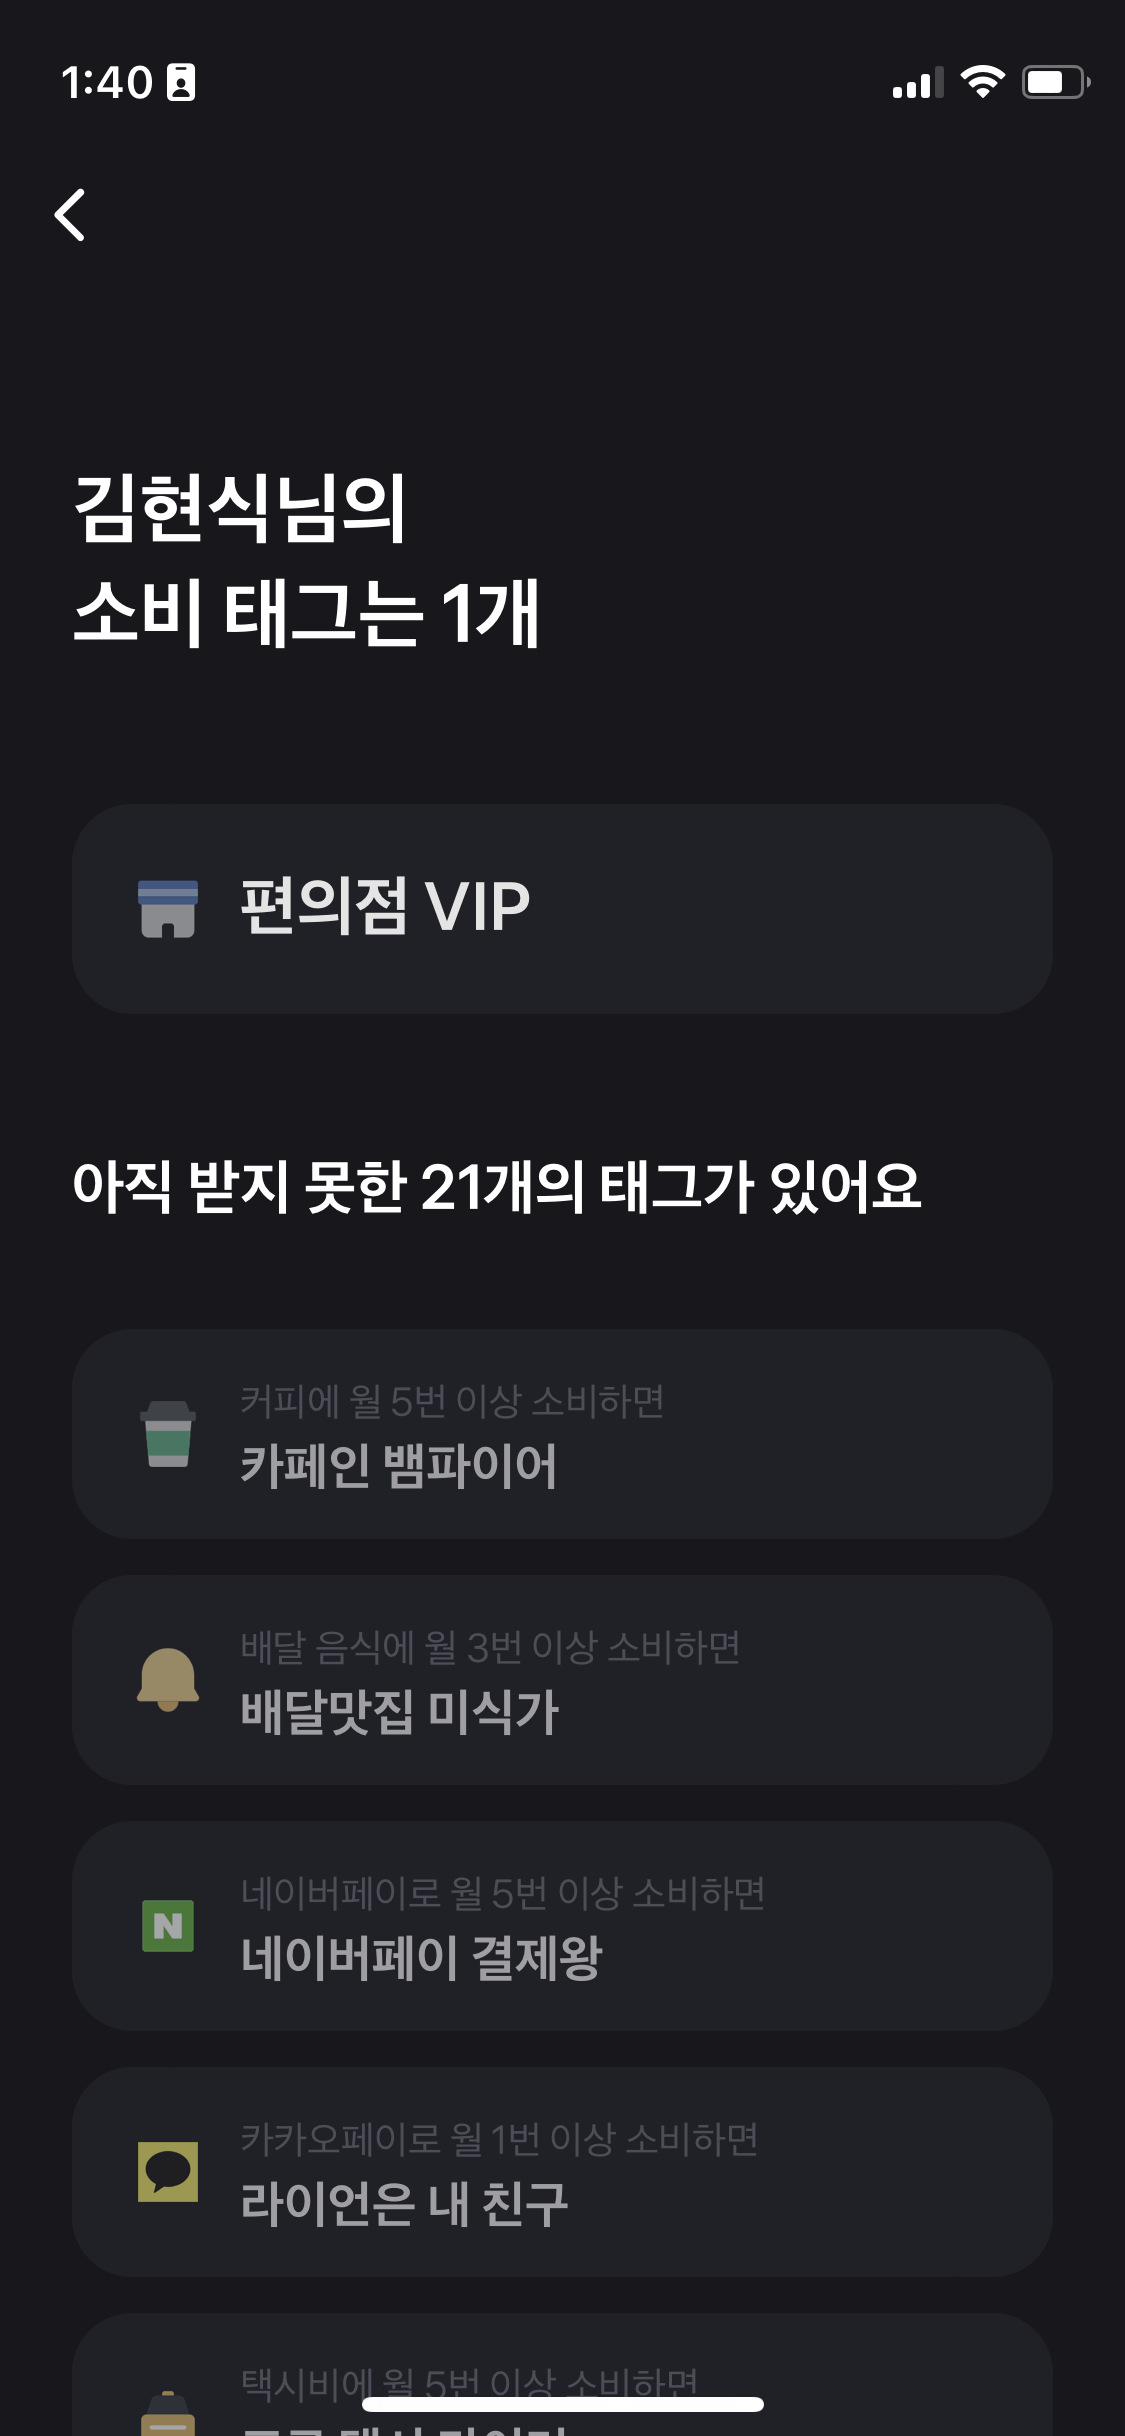 1:40
김현식님의
소비 태그는 1개
편의점 VIP
아직 받지 못한 21개의 태그가 있어요
커피에 월 5번 이상 소비하면
카페인 뱀파이어
배달 음식에 월 3번 이상 소비하면
배달맛집 미식가
N
네이버페이로 월 5번 이상 소비하면
네이버페이 결제왕
카카오페이로 월 1번 이상 소비하면
라이언은 내 친구
택시비에 월 5번 이상 소비하면